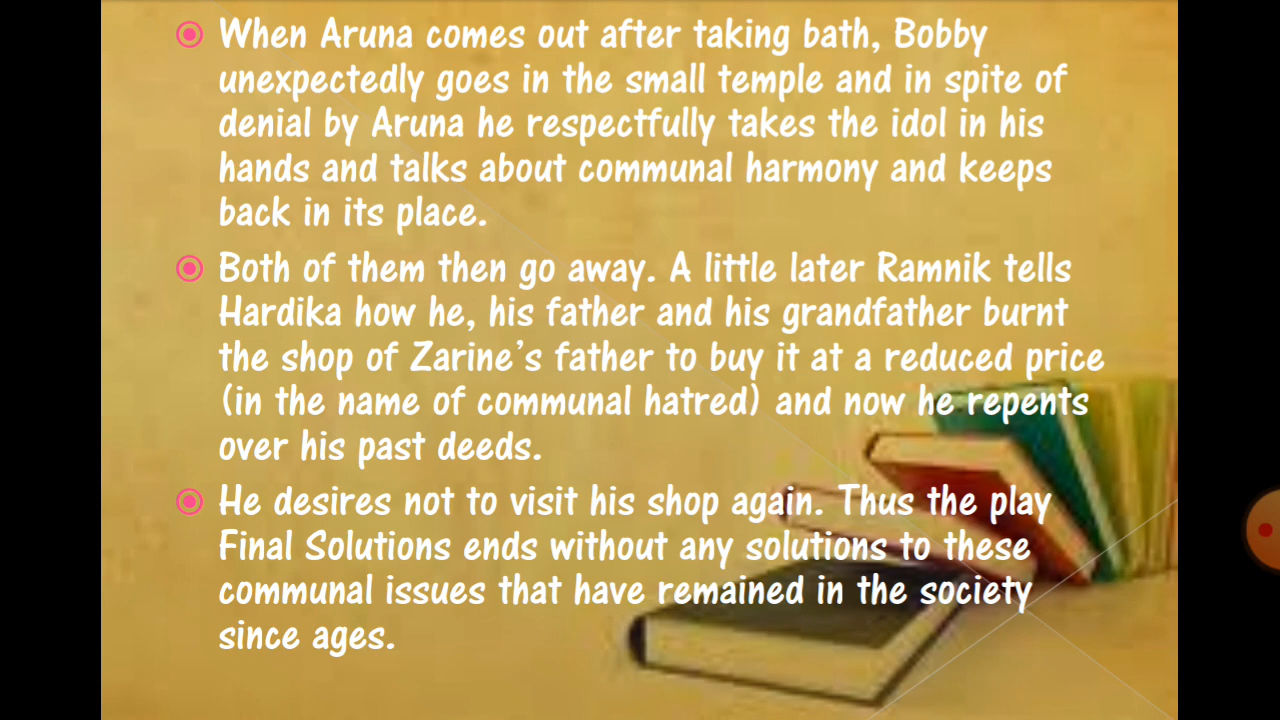 When Aruna comes out after taking bath, Bobby
unexpectedly goes in the small temple and in spite of
denial by Aruna he respectfully takes the idol in his
hands and talks about communal harmony and keeps
back in its place.
Both of them then go away. A little later Ramnik tells
Hardika how he, his father and his grandfather burnt
the shop of Zarine's father to buy it at a reduced price
(in the name of communal hatred) and now he repents
over his past deeds.
He desires not to visit his shop again. Thus the play
Final Solutions ends without any solutions to these
communal issues that have remained in the society
since ages.